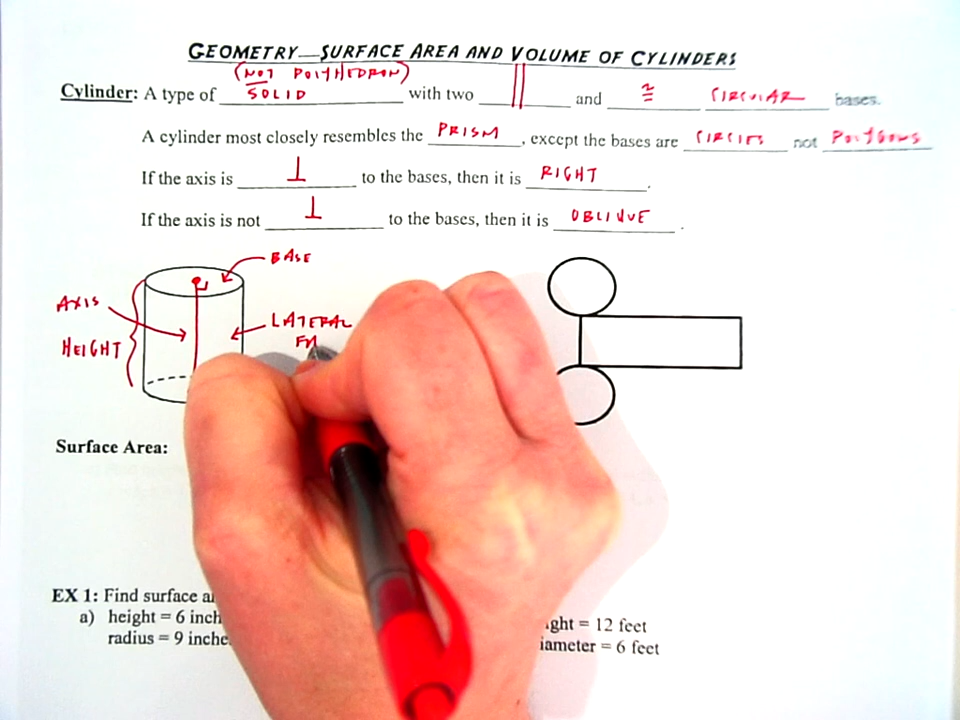 GEOMETRY—SURFACE AREA AND VOLUME OF CYLINDERS
(NOT POLYHEDRON)
Cylinder: A type of SOLID with two || and ≅ CIRCULAR bases.
A cylinder most closely resembles the PRISM, except the bases are CIRCLES not POLYGONS
If the axis is ⊥ to the bases, then it is RIGHT.
If the axis is not ⊥ to the bases, then it is OBLIQUE.
BASE
AXIS
LATERAL
HEIGHT
Surface Area:
EX 1: Find surface
a) height = 6 inch
radius = 9 inche
ght = 12 feet
iameter = 6 feet